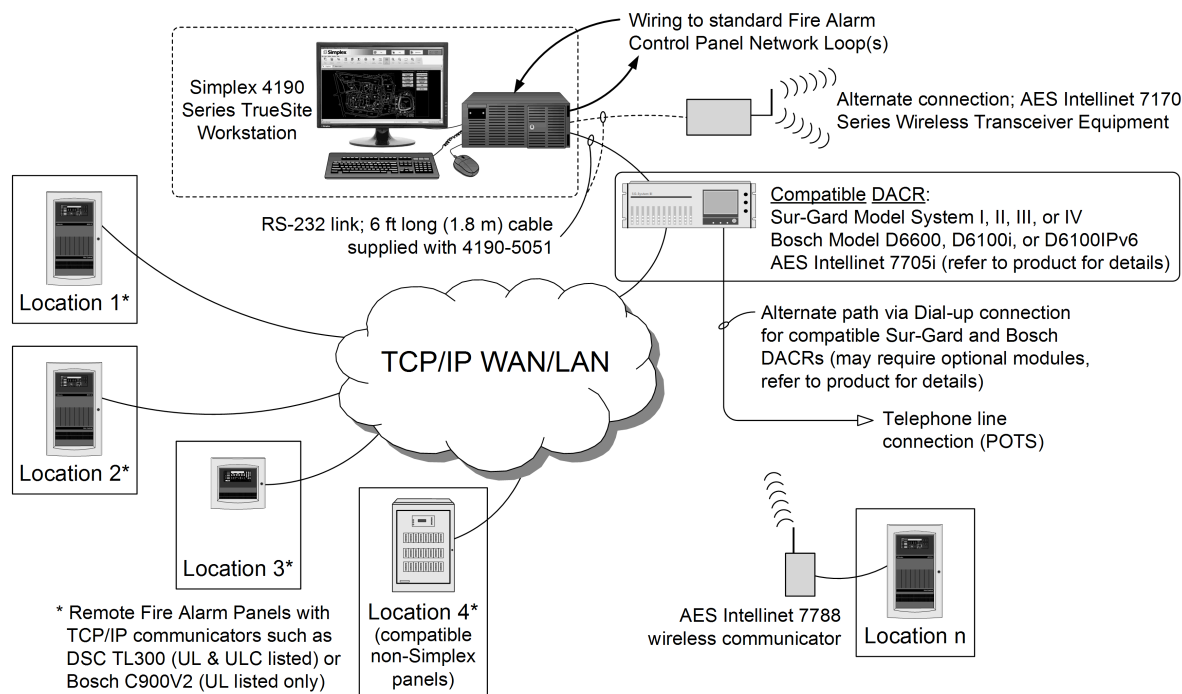 Wiring to standard Fire Alarm
Control Panel Network Loop(s)
Simplex
Simplex 4190
Series TrueSite
Workstation
Alternate connection; AES Intellinet 7170
Series Wireless Transceiver Equipment
RS-232 link; 6 ft long (1.8 m) cable
supplied with 4190-5051
Compatible DACR:
Sur-Gard Model System I, II, III, or IV
Bosch Model D6600, D6100i, or D6100IPv6
AES Intellinet 7705i (refer to product for details)
Location 1*
TCP/IP WAN/LAN
Alternate path via Dial-up connection
for compatible Sur-Gard and Bosch
DACRs (may require optional modules,
refer to product for details)
Telephone line
connection (POTS)
Location 2*
Location 3*
Location 4*
(compatible
non-Simplex
panels)
* Remote Fire Alarm Panels with
TCP/IP communicators such as
DSC TL300 (UL & ULC listed) or
Bosch C900V2 (UL listed only)
AES Intellinet 7788
wireless communicator
Location n